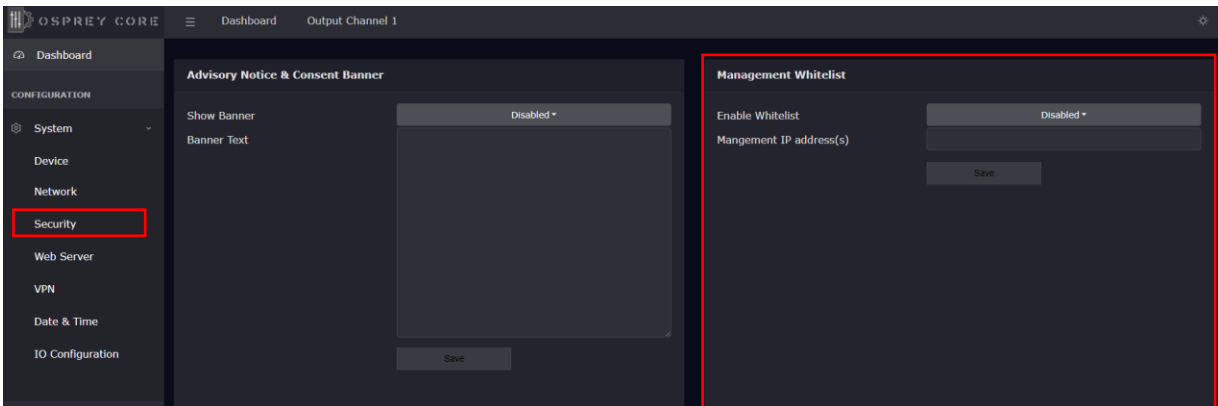 OSPREY CORE
Dashboard
Output Channel 1
Dashboard
CONFIGURATION
System
Device
Network
Security
Web Server
VPN
Date & Time
IO Configuration
Advisory Notice & Consent Banner
Show Banner
Disabled
Banner Text
Save
Management Whitelist
Enable Whitelist
Disabled
Mangement IP address(s)
Save